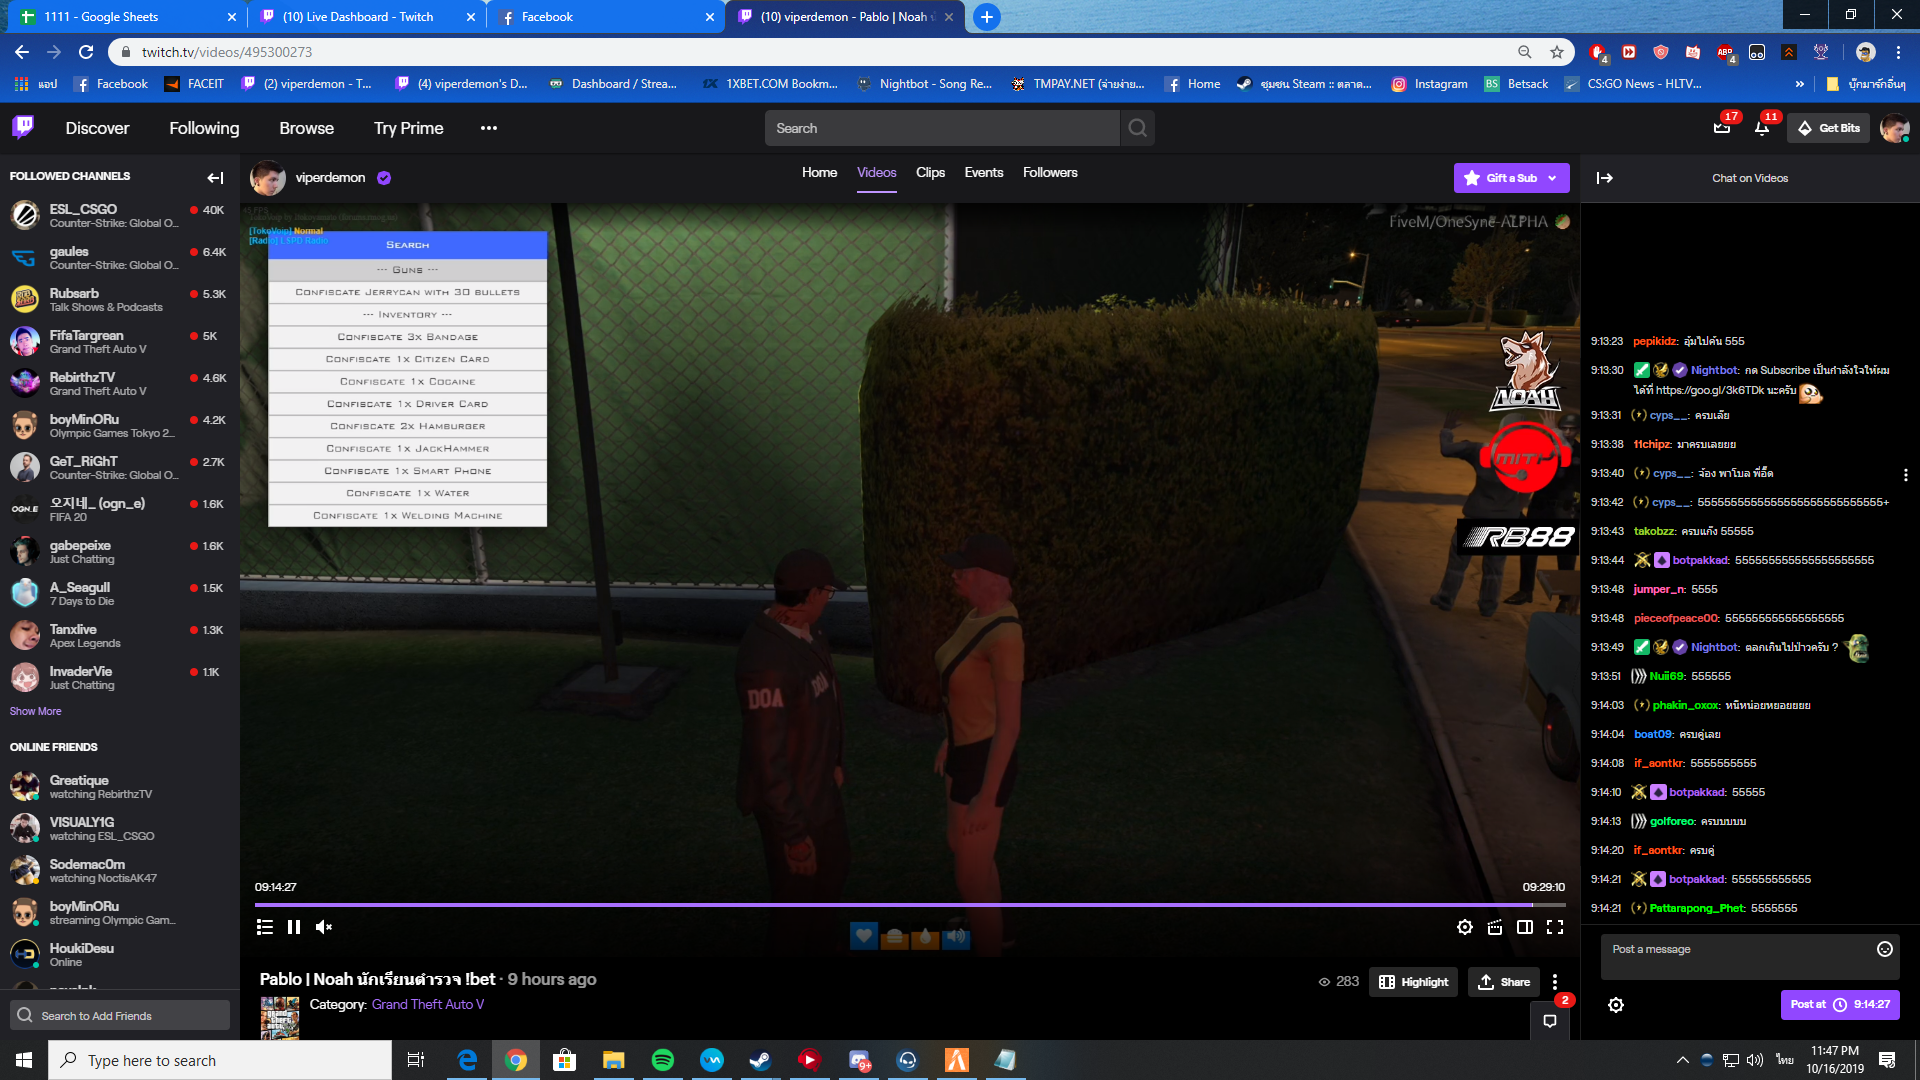 1111 - Google Sheets
(10) Live Dashboard - Twitch
Facebook
(10) viperdemon - Pablo | Noah
twitch.tv/videos/495300273
แอป
Facebook
FACEIT
(2) viperdemon - T...
(4) viperdemon's D...
Dashboard / Strea...
1XBET.COM Bookm...
Nightbot - Song Re...
TMPAY.NET (จ่ายง่าย...
Home
ชุมชน Steam :: ตลาด...
Instagram
BS Betsack
CS:GO News - HLTV...
»
บุ๊กมาร์กอื่นๆ
Discover
Following
Browse
Try Prime
Search
17
11
Get Bits
FOLLOWED CHANNELS
ESL_CSGO 40K
Counter-Strike: Global O...
gaules 6.4K
Counter-Strike: Global O...
Rubsarb 5.3K
Talk Shows & Podcasts
FifaTargrean 5K
Grand Theft Auto V
RebirthzTV 4.6K
Grand Theft Auto V
boyMinORu 4.2K
Olympic Games Tokyo 2...
GeT_RiGhT 2.7K
Counter-Strike: Global O...
오지네_ (ogn_e) 1.6K
FIFA 20
gabepeixe 1.6K
Just Chatting
A_Seagull 1.5K
7 Days to Die
Tanxlive 1.3K
Apex Legends
InvaderVie 1.1K
Just Chatting
Show More
ONLINE FRIENDS
Greatique
watching RebirthzTV
VISUALY1G
watching ESL_CSGO
Sodemac0m
watching NoctisAK47
boyMinORu
streaming Olympic Gam...
HoukiDesu
Online
Search to Add Friends
viperdemon
Home
Videos
Clips
Events
Followers
Gift a Sub
[TokoVoip] Normal
[Radio] LSPD Radio
FiveM/OneSync-ALPHA
Search
--- Guns ---
Confiscate Jerrycan with 30 bullets
--- Inventory ---
Confiscate 3x Bandage
Confiscate 1x Citizen Card
Confiscate 1x Cocaine
Confiscate 1x Driver Card
Confiscate 2x Hamburger
Confiscate 1x JackHammer
Confiscate 1x Smart Phone
Confiscate 1x Water
Confiscate 1x Welding Machine
NOAH
MITH
RB88
DOA
09:14:27
09:29:10
Pablo | Noah นักเรียนตำรวจ !bet · 9 hours ago
Category: Grand Theft Auto V
283
Highlight
Share
2
Chat on Videos
9:13:23 pepikidz: อุ้มไปค้น 555
9:13:30 Nightbot: กด Subscribe เป็นกำลังใจให้ผม
ได้ที่ https://goo.gl/3k6TDk นะครับ
9:13:31 cyps__: ครบเลัย
9:13:38 11chipz: มาครบเลยยย
9:13:40 cyps__: จ้อง พาโบล พี่อิ๊ด
9:13:42 cyps__: 5555555555555555555555555555555+
9:13:43 takobzz: ครบแก๊ง 55555
9:13:44 botpakkad: 5555555555555555555555
9:13:48 jumper_n: 5555
9:13:48 pieceofpeace00: 5555555555555555555
9:13:49 Nightbot: ตลกเกินไปป่าวครับ ?
9:13:51 Nuii69: 555555
9:14:03 phakin_oxox: หนีหน่อยหยอยยยย
9:14:04 boat09: ครบคู่เลย
9:14:08 if_aontkr: 5555555555
9:14:10 botpakkad: 55555
9:14:13 golforeo: ครบบบบบ
9:14:20 if_aontkr: ครบคู่
9:14:21 botpakkad: 555555555555
9:14:21 Pattarapong_Phet: 5555555
Post a message
Post at 9:14:27
Type here to search
9+
ไทย
11:47 PM
10/16/2019